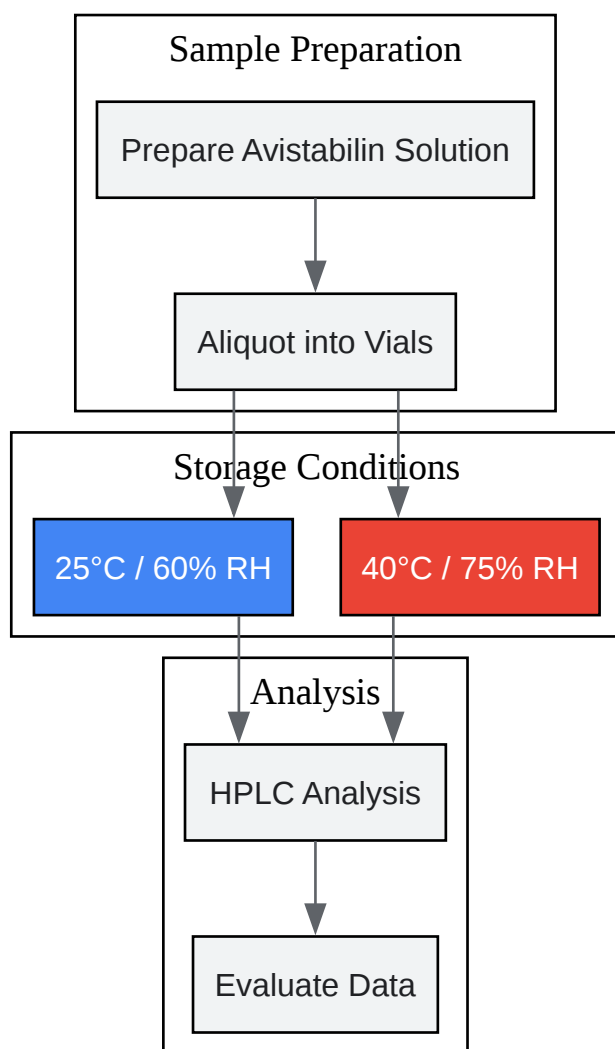 Sample Preparation
Prepare Avistabilin Solution
Aliquot into Vials
Storage Conditions
25°C / 60% RH
40°C / 75% RH
Analysis
HPLC Analysis
Evaluate Data